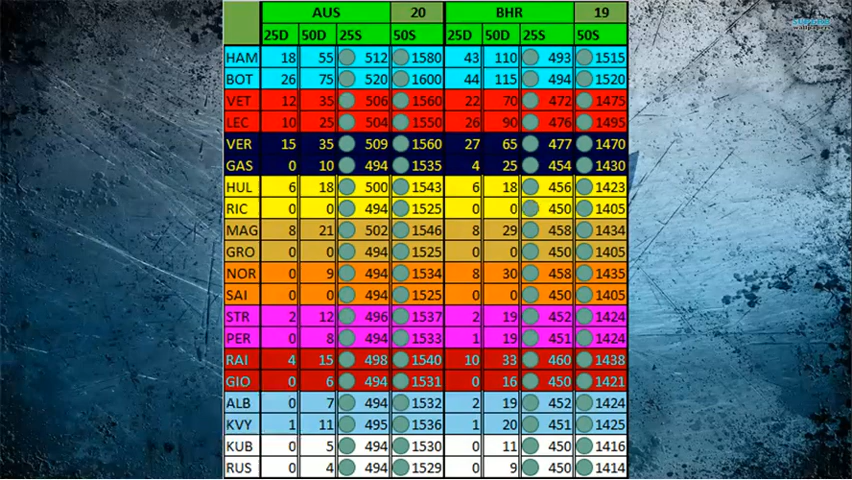 AUS 20 BHR 19
25D 50D 25S 50S 25D 50D 25S 50S
HAM 18 55 512 1580 43 110 493 1515
BOT 26 75 520 1600 44 115 494 1520
VET 12 35 506 1560 22 70 472 1475
LEC 10 25 504 1550 26 90 476 1495
VER 15 35 509 1560 27 65 477 1470
GAS 0 10 494 1535 4 25 454 1430
HUL 6 18 500 1543 6 18 456 1423
RIC 0 0 494 1525 0 0 450 1405
MAG 8 21 502 1546 8 29 458 1434
GRO 0 0 494 1525 0 0 450 1405
NOR 0 9 494 1534 8 30 458 1435
SAI 0 0 494 1525 0 0 450 1405
STR 2 12 496 1537 2 19 452 1424
PER 0 8 494 1533 1 19 451 1424
RAI 4 15 498 1540 10 33 460 1438
GIO 0 6 494 1531 0 16 450 1421
ALB 0 7 494 1532 2 19 452 1424
KVY 1 11 495 1536 1 20 451 1425
KUB 0 5 494 1530 0 11 450 1416
RUS 0 4 494 1529 0 9 450 1414